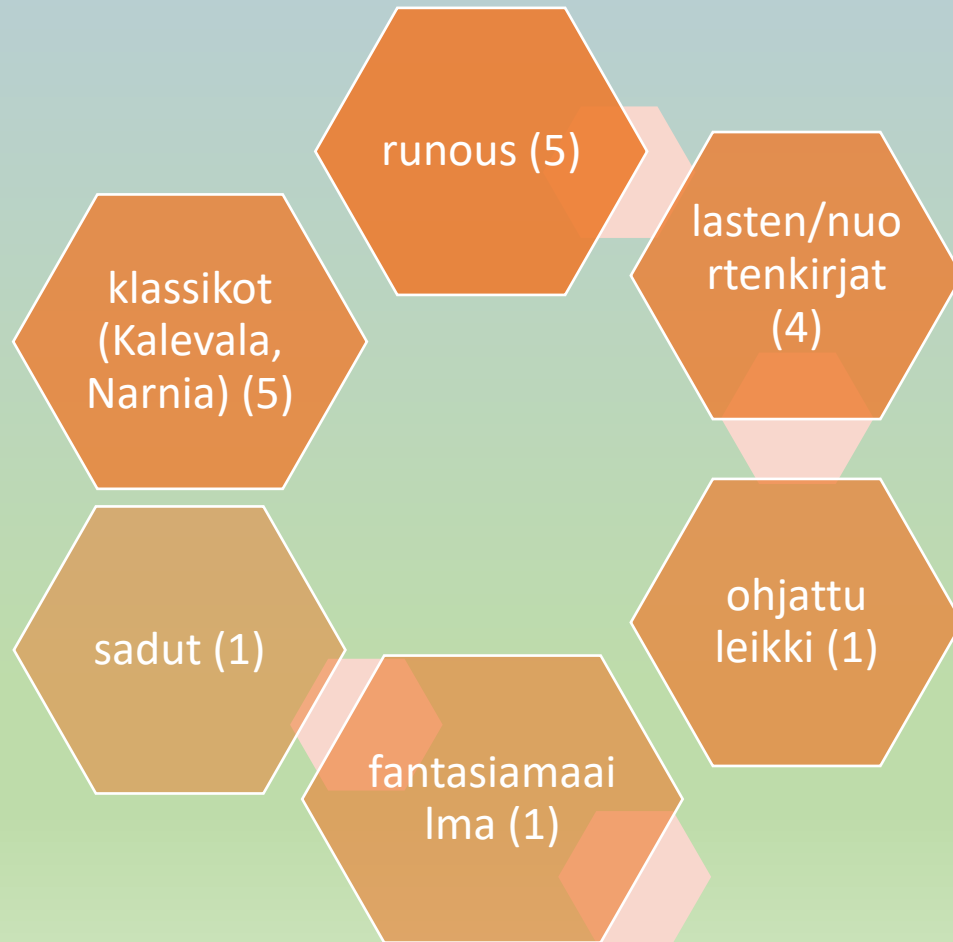 runous (5)
lasten/nuo
rtenkirjat
(4)
ohjattu
leikki (1)
fantasiamaai
lma (1)
sadut (1)
klassikot
(Kalevala,
Narnia) (5)